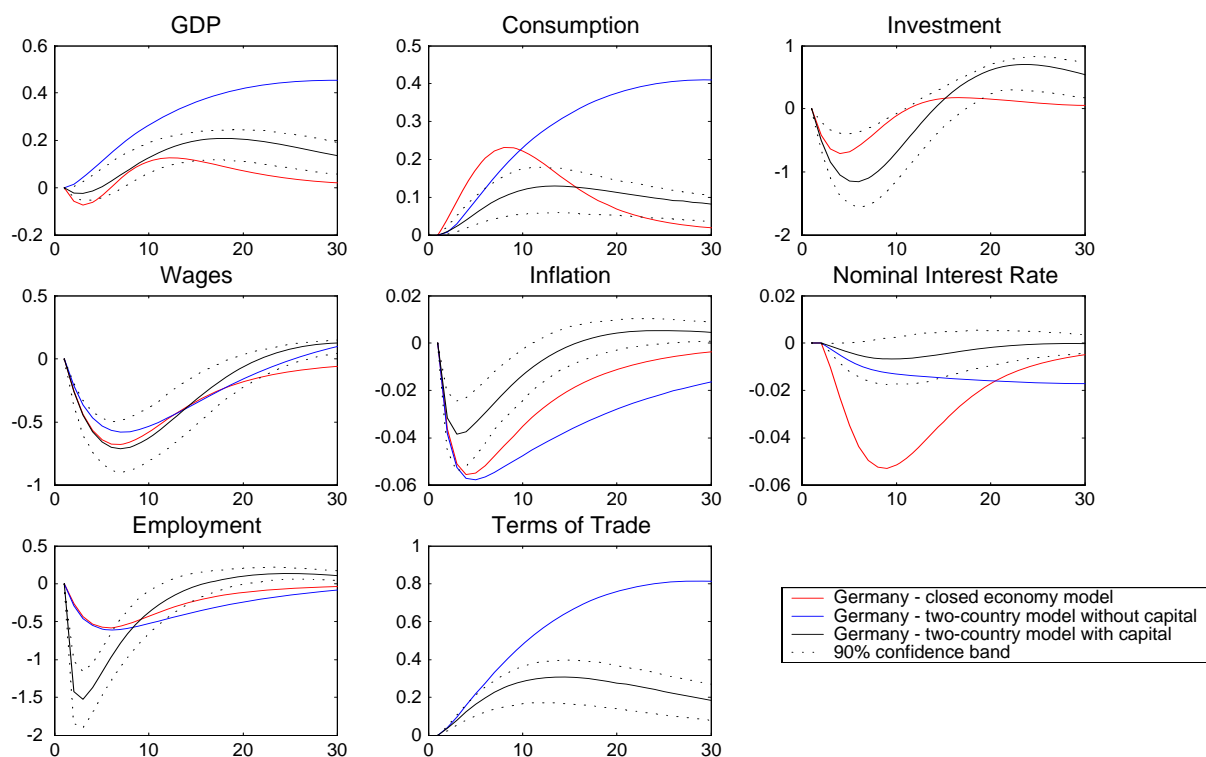 GDP
Consumption
Investment
0.6
0.4
0.2
0
-0.2
0 10 20 30
0.5
0.4
0.3
0.2
0.1
0
0 10 20 30
1
0
-1
-2
0 10 20 30
Wages
Inflation
Nominal Interest Rate
0.5
0
-0.5
-1
0 10 20 30
0.02
0
-0.02
-0.04
-0.06
0 10 20 30
0.02
0
-0.02
-0.04
-0.06
0 10 20 30
Employment
Terms of Trade
0.5
0
-0.5
-1
-1.5
-2
0 10 20 30
1
0.8
0.6
0.4
0.2
0
0 10 20 30
Germany - closed economy model
Germany - two-country model without capital
Germany - two-country model with capital
90% confidence band